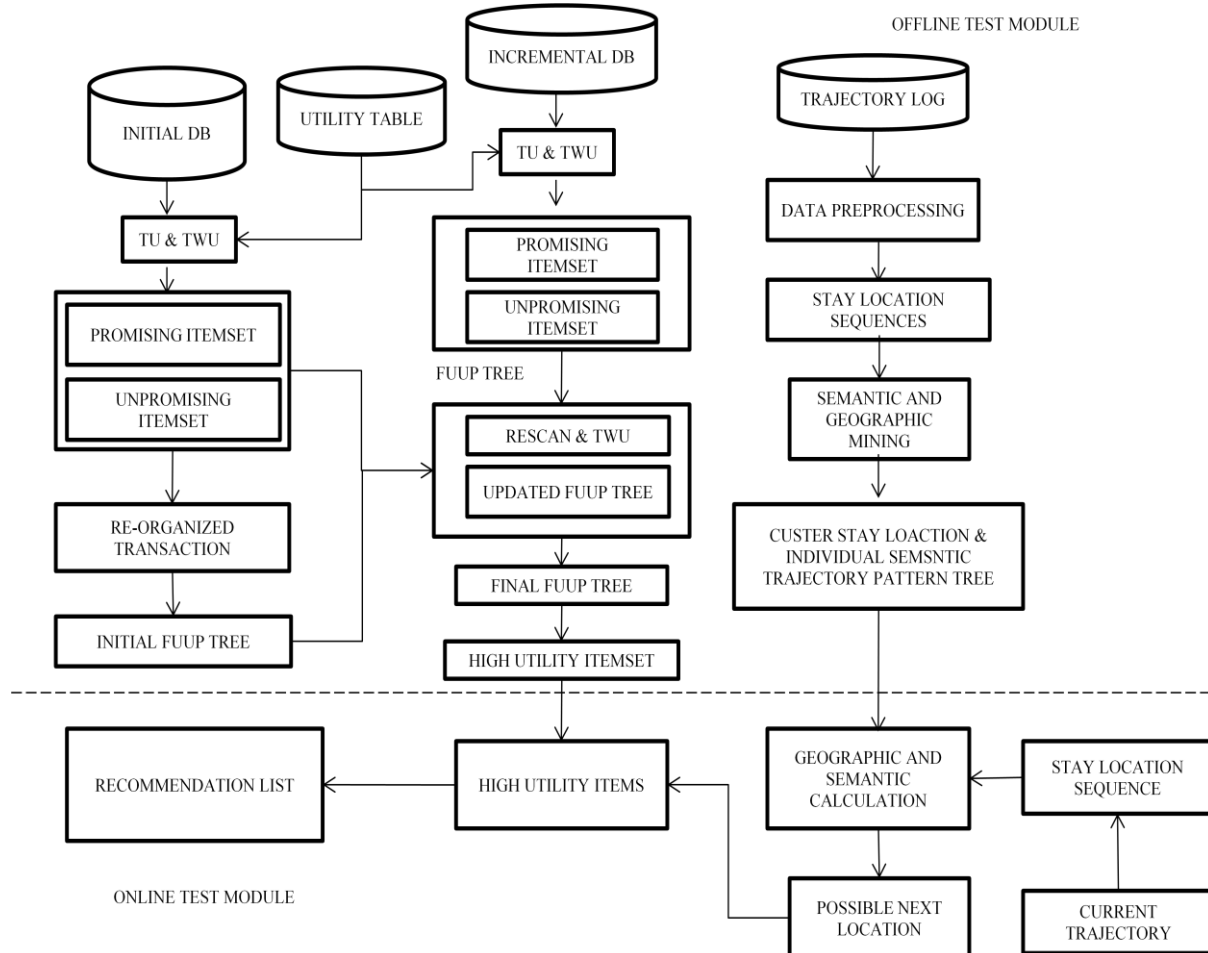 OFFLINE TEST MODULE
INCREMENTAL DB
INITIAL DB
UTILITY TABLE
TRAJECTORY LOG
TU & TWU
TU & TWU
DATA PREPROCESSING
PROMISING
ITEMSET
UNPROMISING
ITEMSET
STAY LOCATION
SEQUENCES
PROMISING ITEMSET
UNPROMISING
ITEMSET
FUUP TREE
SEMANTIC AND
GEOGRAPHIC
MINING
RESCAN & TWU
UPDATED FUUP TREE
RE-ORGANIZED
TRANSACTION
CUSTER STAY LOACTION &
INDIVIDUAL SEMSNTIC
TRAJECTORY PATTERN TREE
FINAL FUUP TREE
INITIAL FUUP TREE
HIGH UTILITY ITEMSET
RECOMMENDATION LIST
HIGH UTILITY ITEMS
GEOGRAPHIC AND
SEMANTIC
CALCULATION
STAY LOCATION
SEQUENCE
ONLINE TEST MODULE
POSSIBLE NEXT
LOCATION
CURRENT
TRAJECTORY